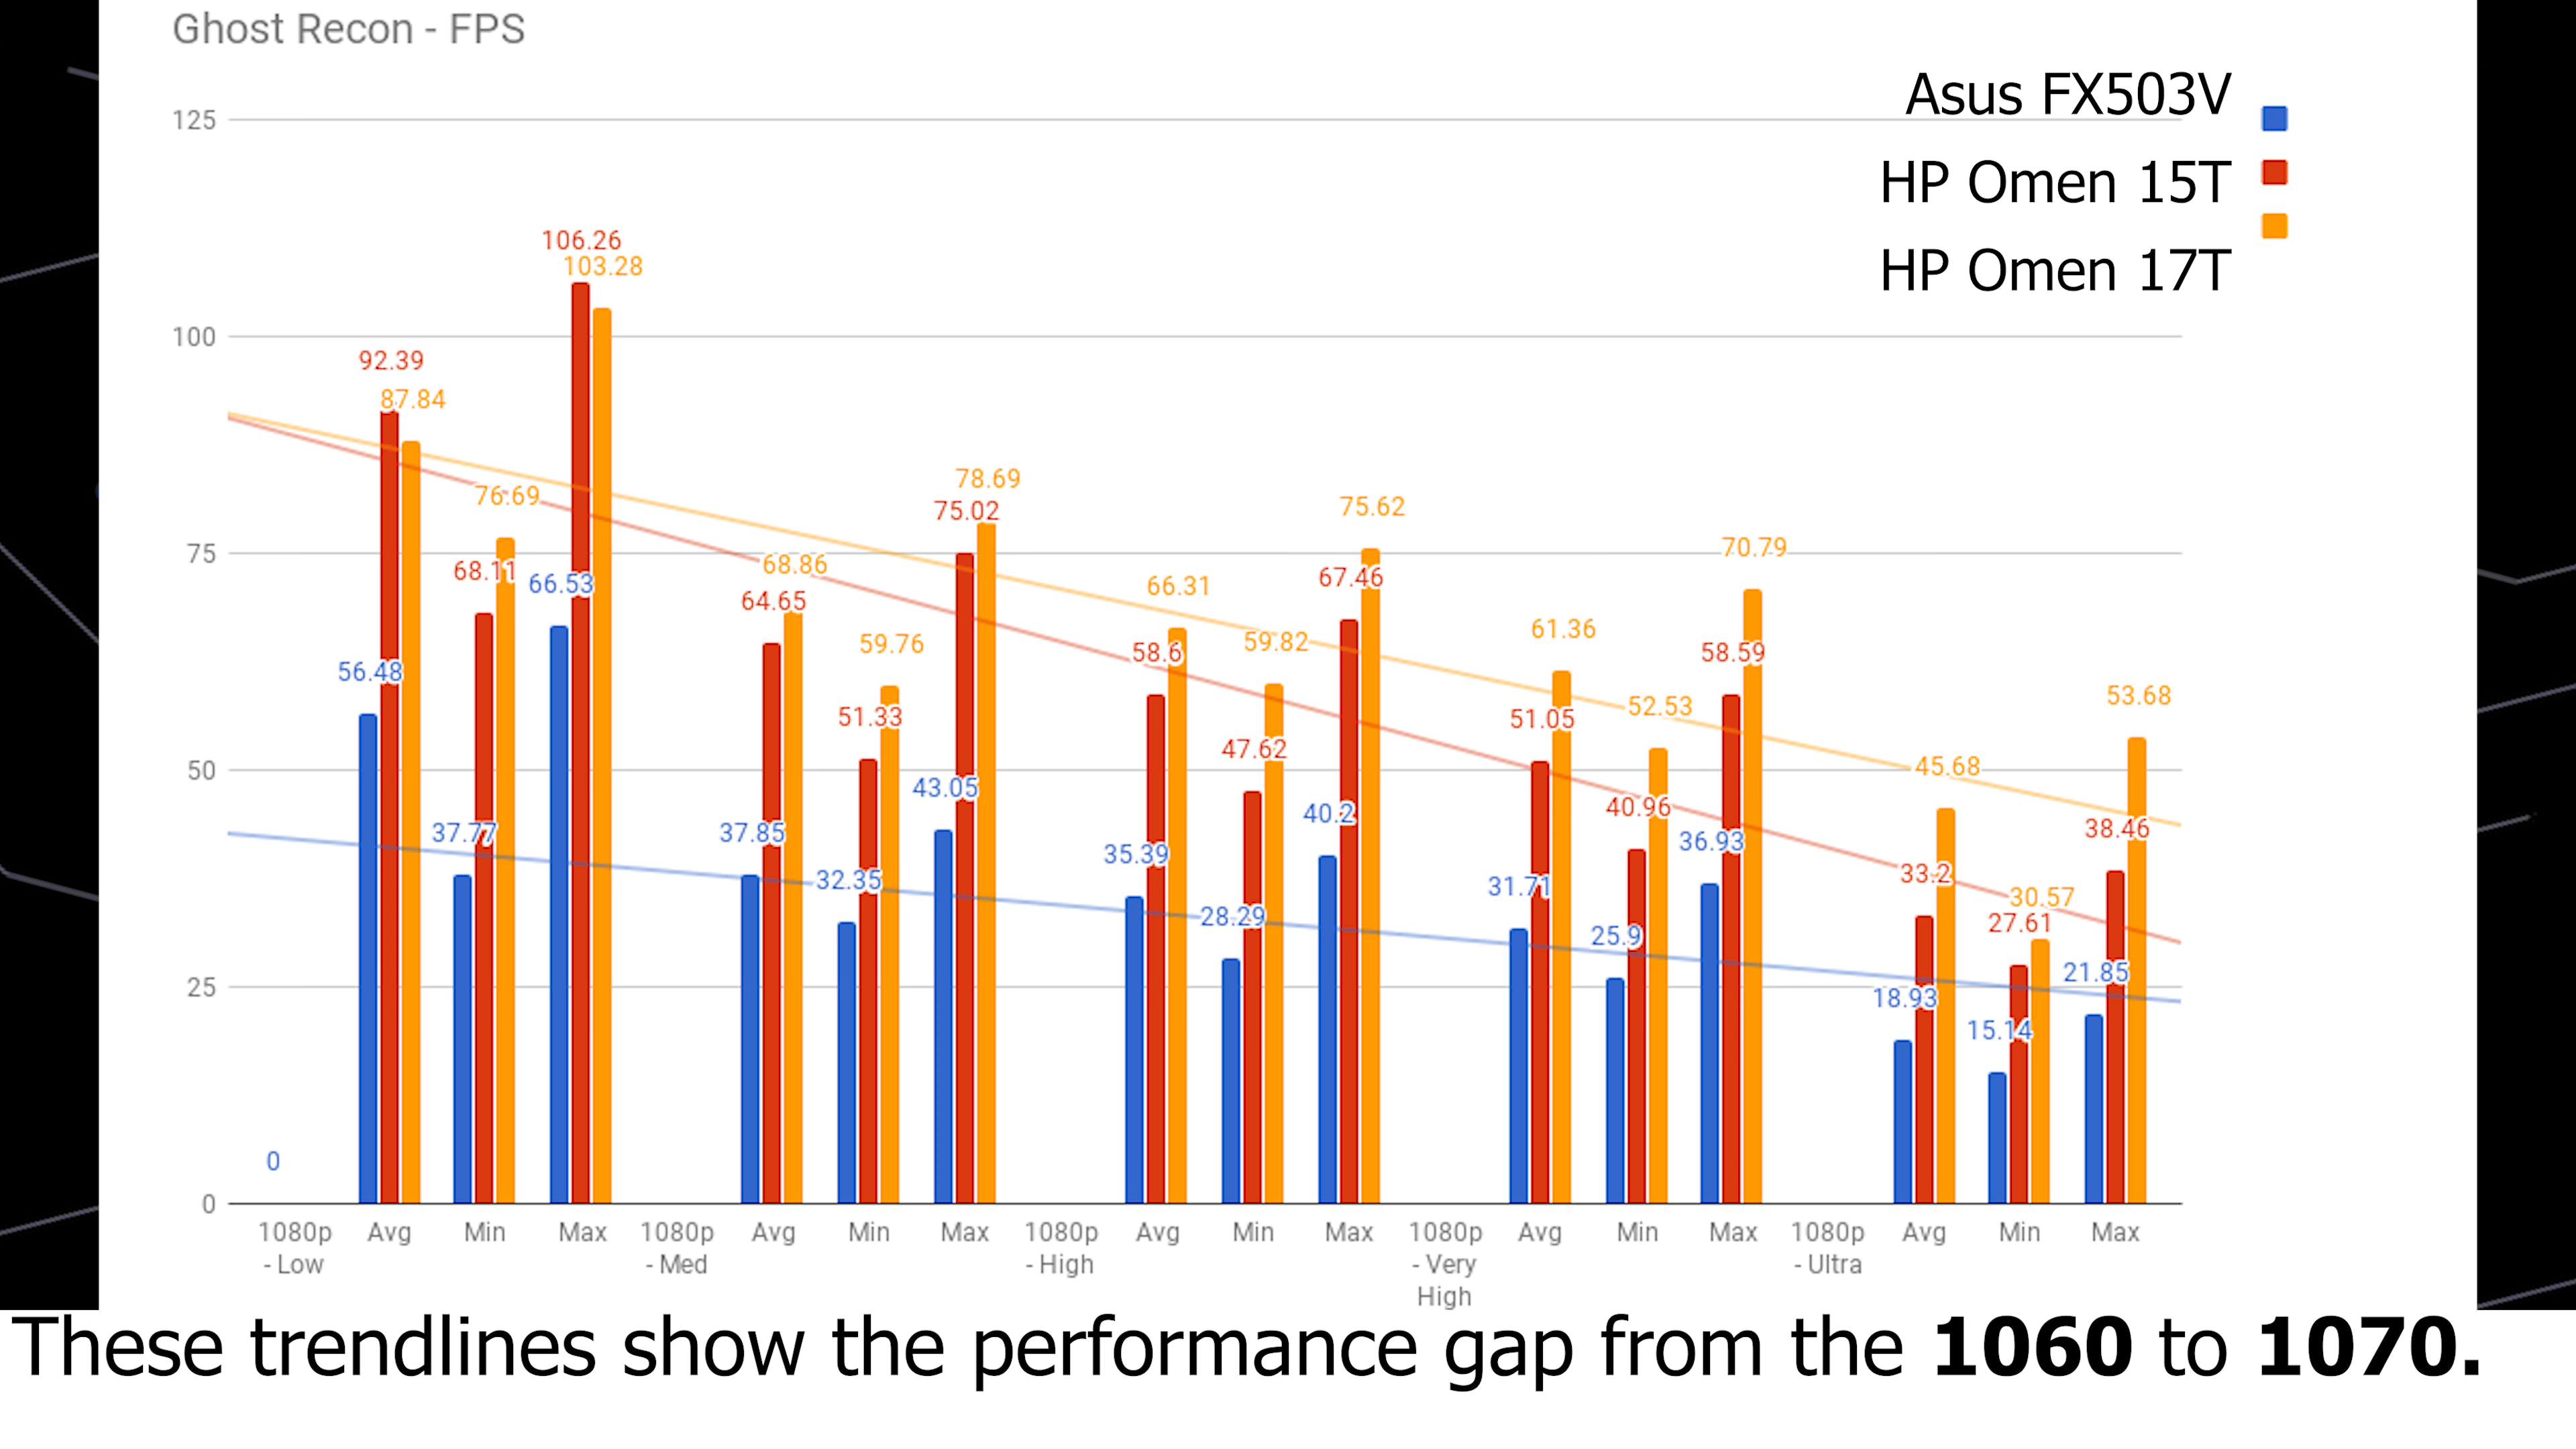 Ghost Recon - FPS
Asus FX503V
HP Omen 15T
HP Omen 17T
125
100
75
50
25
0
0
56.48
92.39
87.84
37.77
68.11
76.69
66.53
106.26
103.28
37.85
64.65
68.86
32.35
51.33
59.76
43.05
75.02
78.69
35.39
58.6
66.31
28.29
47.62
59.82
40.2
67.46
75.62
31.71
51.05
61.36
25.9
40.96
52.53
36.93
58.59
70.79
18.93
33.2
45.68
15.14
27.61
30.57
21.85
38.46
53.68
1080p
- Low
Avg
Min
Max
1080p
- Med
Avg
Min
Max
1080p
- High
Avg
Min
Max
1080p
- Very
High
Avg
Min
Max
1080p
- Ultra
Avg
Min
Max
These trendlines show the performance gap from the 1060 to 1070.